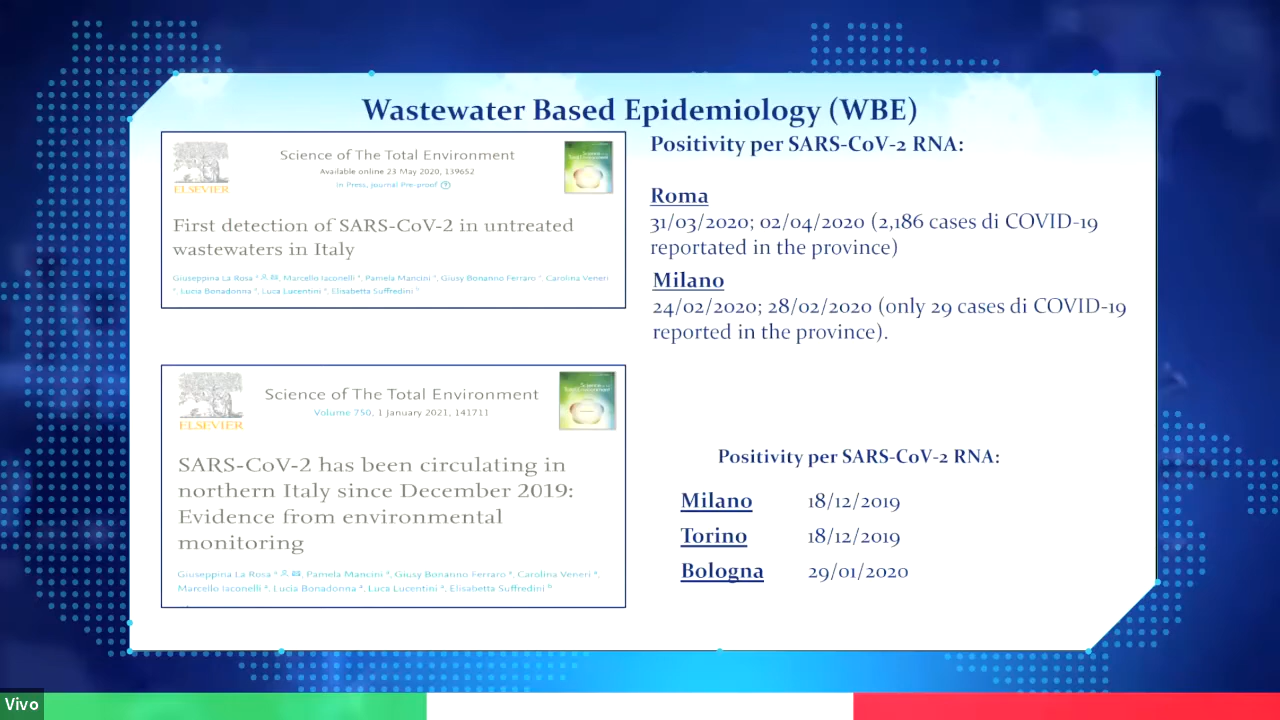 Wastewater Based Epidemiology (WBE)
ELSEVIER
Science of The Total Environment
Available online 23 May 2020, 139652
In Press, Journal Pre-proof
First detection of SARS-CoV-2 in untreated
wastewaters in Italy
Giuseppina La Rosa ᵃ, Marcello Iaconelli ᵃ, Pamela Mancini ᵃ, Giusy Bonanno Ferraro ᵃ, Carolina Veneri
ᵃ, Lucia Bonadonna ᵃ, Luca Lucentini ᵃ, Elisabetta Suffredini ᵇ
Positivity per SARS-CoV-2 RNA:
Roma
31/03/2020; 02/04/2020 (2,186 cases di COVID-19
reportated in the province)
Milano
24/02/2020; 28/02/2020 (only 29 cases di COVID-19
reported in the province).
ELSEVIER
Science of The Total Environment
Volume 750, 1 January 2021, 141711
SARS-CoV-2 has been circulating in
northern Italy since December 2019:
Evidence from environmental
monitoring
Giuseppina La Rosa ᵃ, Pamela Mancini ᵃ, Giusy Bonanno Ferraro ᵃ, Carolina Veneri ᵃ,
Marcello Iaconelli ᵃ, Lucia Bonadonna ᵃ, Luca Lucentini ᵃ, Elisabetta Suffredini ᵇ
Positivity per SARS-CoV-2 RNA:
Milano 18/12/2019
Torino 18/12/2019
Bologna 29/01/2020
Vivo